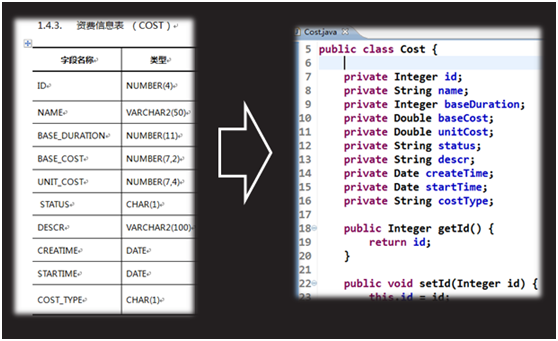 1.4.3. 资费信息表 （COST）
字段名称 类型
ID NUMBER(4)
NAME VARCHAR2(50)
BASE_DURATION NUMBER(11)
BASE_COST NUMBER(7,2)
UNIT_COST NUMBER(7,4)
STATUS CHAR(1)
DESCR VARCHAR2(100)
CREATIME DATE
STARTIME DATE
COST_TYPE CHAR(1)
Cost.java
5 public class Cost {
6
7 private Integer id;
8 private String name;
9 private Integer baseDuration;
10 private Double baseCost;
11 private Double unitCost;
12 private String status;
13 private String descr;
14 private Date createTime;
15 private Date startTime;
16 private String costType;
17
18 public Integer getId() {
19 return id;
20 }
21
22 public void setId(Integer id) {
23 this.id = id;